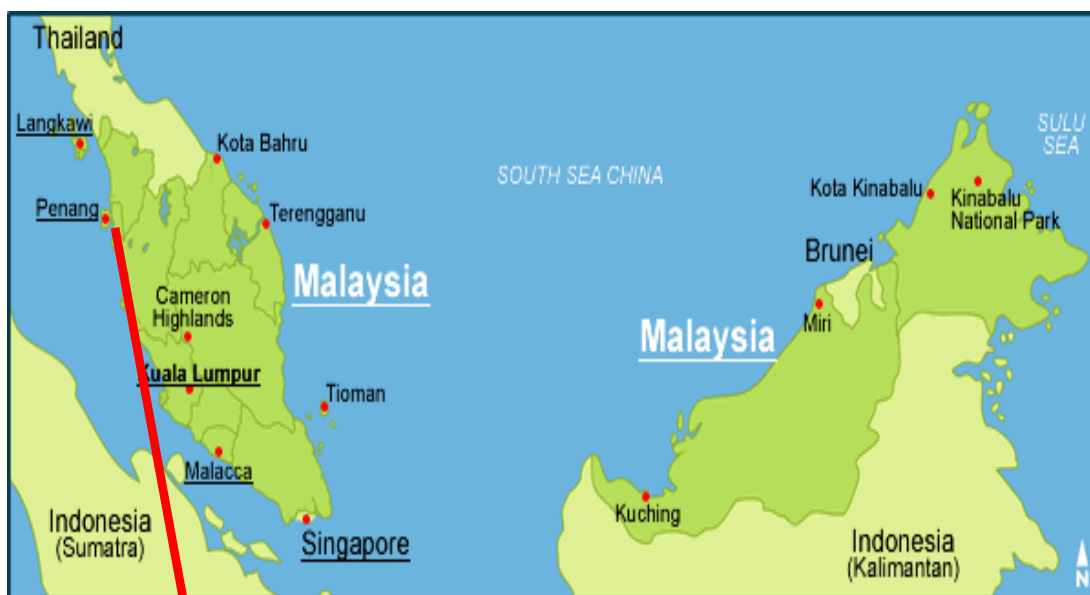 Thailand
Langkawi
Kota Bahru
SULU
SEA
SOUTH SEA CHINA
Kota Kinabalu
Kinabalu
National Park
Penang
Terengganu
Brunei
Malaysia
Cameron
Highlands
Miri
Malaysia
Kuala Lumpur
Tioman
Malacca
Kuching
Indonesia
(Sumatra)
Singapore
Indonesia
(Kalimantan)
N